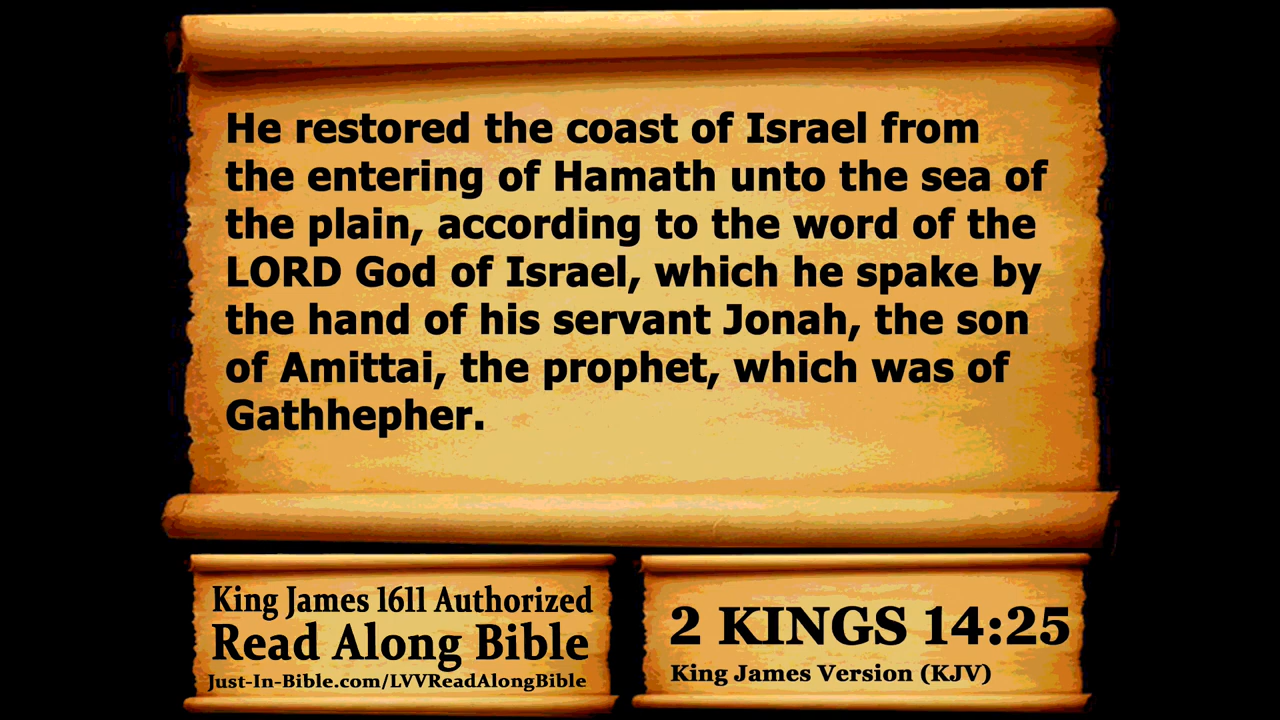 He restored the coast of Israel from
the entering of Hamath unto the sea of
the plain, according to the word of the
LORD God of Israel, which he spake by
the hand of his servant Jonah, the son
of Amittai, the prophet, which was of
Gathhepher.
King James 1611 Authorized
Read Along Bible
Just-In-Bible.com/LVVReadAlongBible
2 KINGS 14:25
King James Version (KJV)